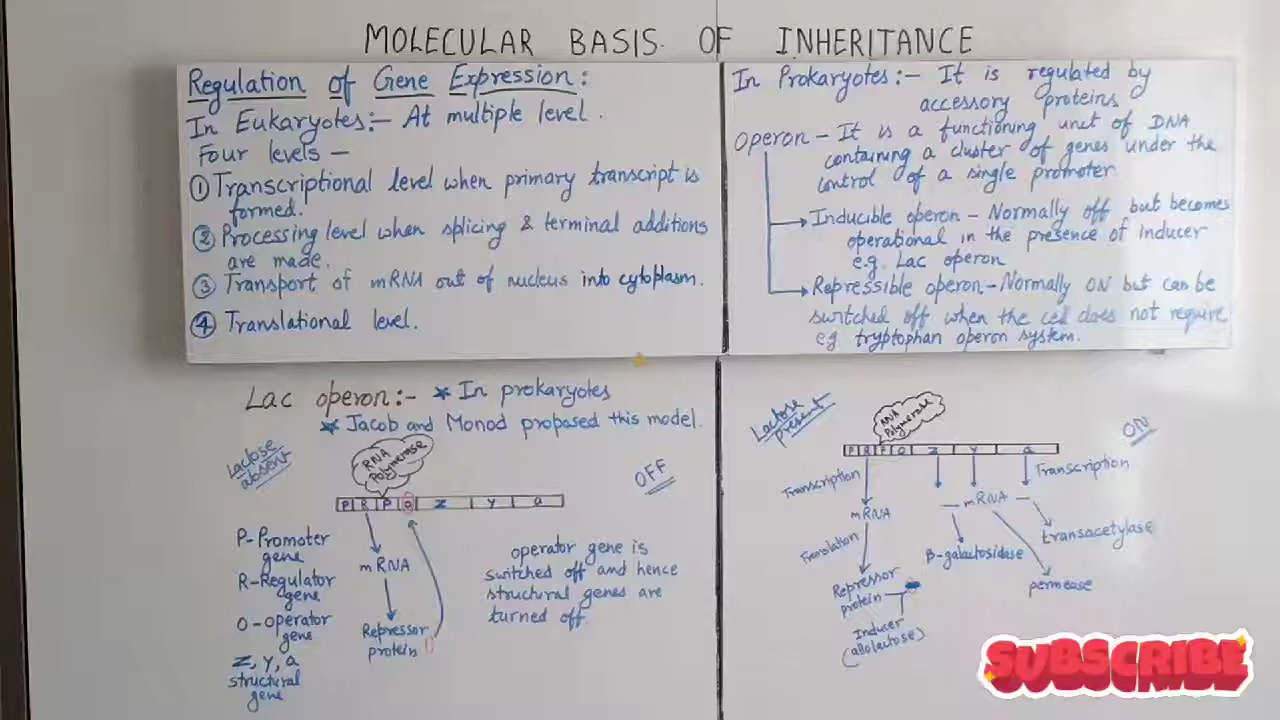 MOLECULAR BASIS OF INHERITANCE
Regulation of Gene Expression:
In Eukaryotes:- At multiple level.
Four levels -
① Transcriptional level when primary transcript is
formed.
② Processing level when splicing & terminal additions
are made.
③ Transport of mRNA out of nucleus into cytoplasm.
④ Translational level.
In Prokaryotes:- It is regulated by
accessory proteins
Operon - It is a functioning unit of DNA
containing a cluster of genes under the
control of a single promoter.
Inducible operon - Normally off but becomes
operational in the presence of inducer
e.g. Lac operon
Repressible operon - Normally ON but can be
switched off when the cell does not require
eg tryptophan operon system.
Lac operon:- * In prokaryotes
* Jacob and Monod proposed this model.
Lactose
absent
RNA
Polymerase
OFF
P R P O Z Y a
P-Promoter
gene
R-Regulator
gene
O-operator
gene
Z, Y, a
structural
gene
mRNA
Repressor
protein
operator gene is
switched off and hence
structural genes are
turned off.
Lactose
present
RNA
Polymerase
ON
P R P O Z Y a
Transcription
Transcription
mRNA
mRNA
Translation
transacetylase
β-galactosidase
permease
Repressor
protein
Inducer
(allolactose)
SUBSCRIBE